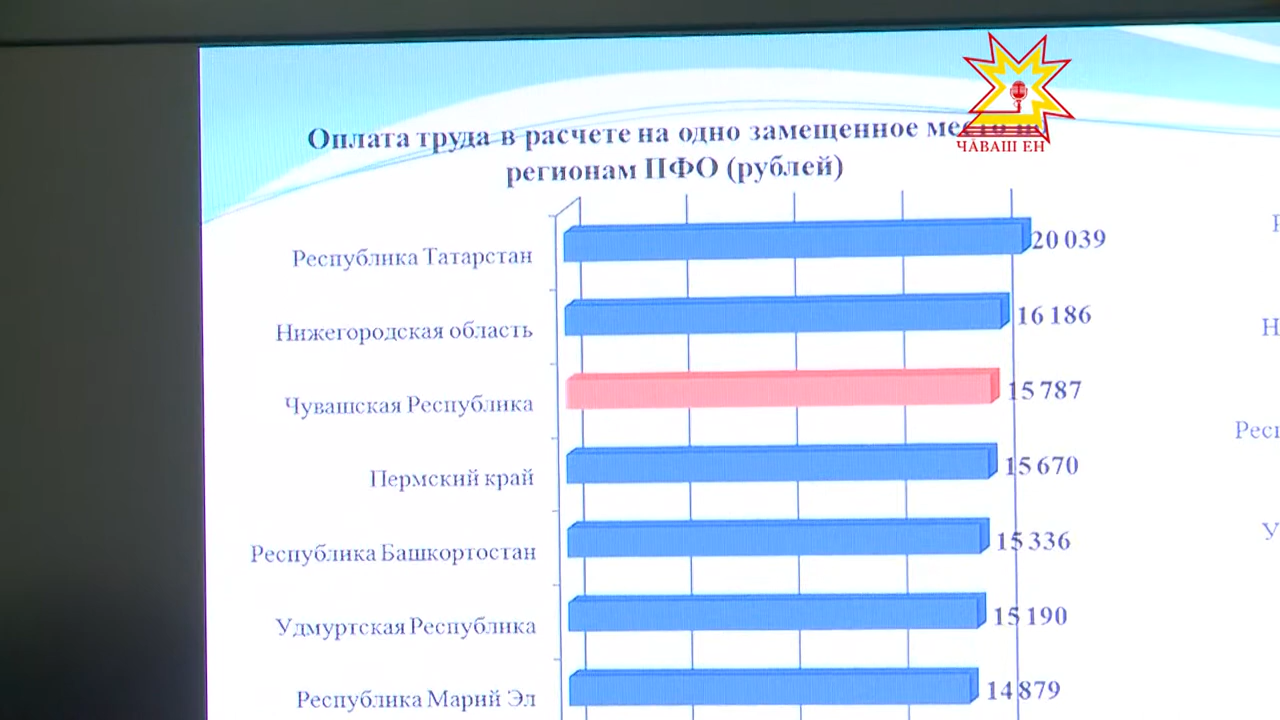 Оплата труда в расчете на одно замещенное
регионам ПФО (рублей)
ЧӐВАШ ЕН
Республика Татарстан 20 039
Нижегородская область 16 186
Чувашская Республика 15 787
Пермский край 15 670
Республика Башкортостан 15 336
Удмуртская Республика 15 190
Республика Марий Эл 14 879